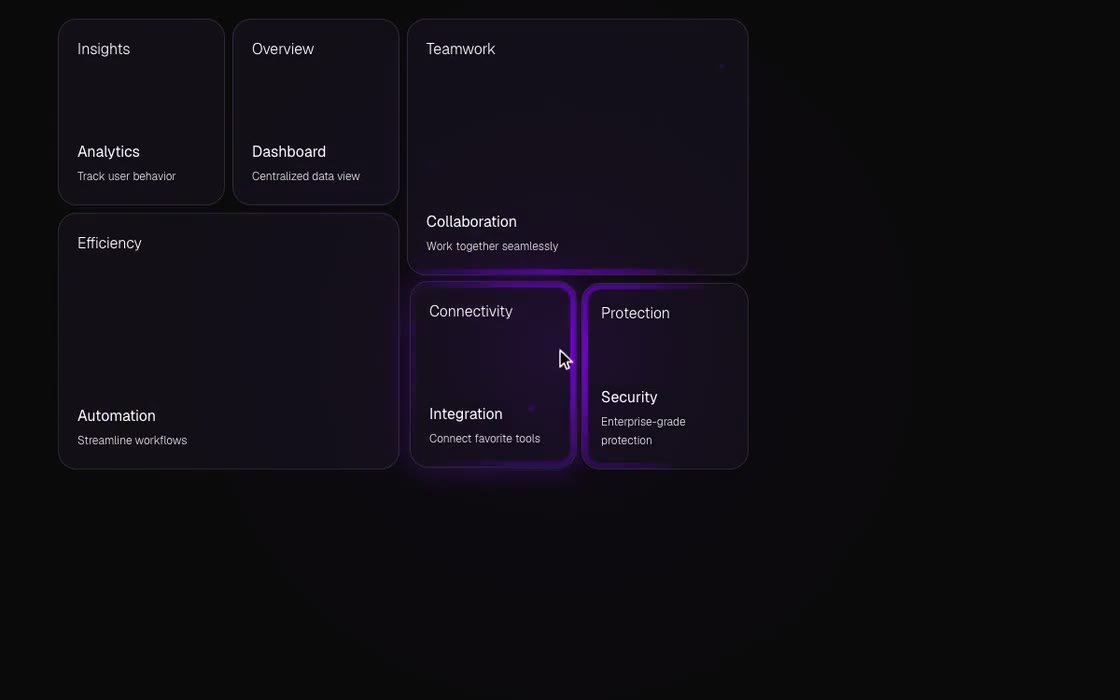 Insights
Analytics
Track user behavior
Overview
Dashboard
Centralized data view
Teamwork
Collaboration
Work together seamlessly
Efficiency
Automation
Streamline workflows
Connectivity
Integration
Connect favorite tools
Protection
Security
Enterprise-grade
protection